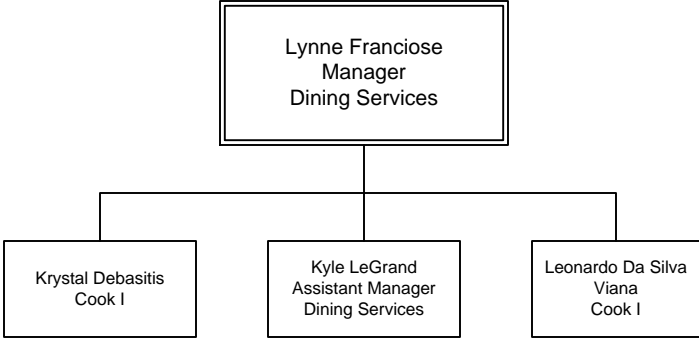 Lynne Franciose
Manager
Dining Services
Krystal Debasitis
Cook I
Kyle LeGrand
Assistant Manager
Dining Services
Leonardo Da Silva
Viana
Cook I